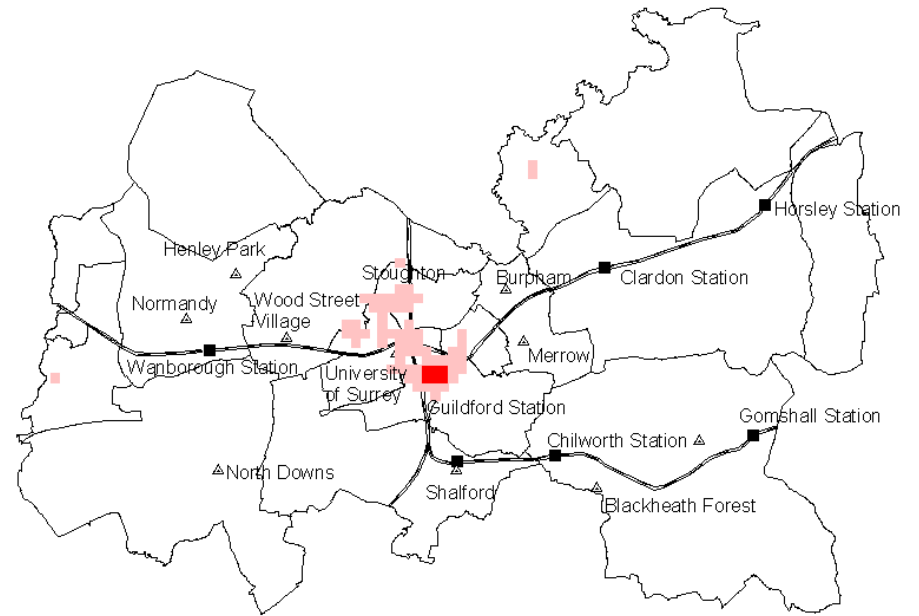 Horsley Station
Henley Park
Stoughton
Burpham
Clardon Station
Normandy
Wood Street
Village
Merrow
Wanborough Station
University
of Surrey
Guildford Station
Gomshall Station
Chilworth Station
North Downs
Shalford
Blackheath Forest